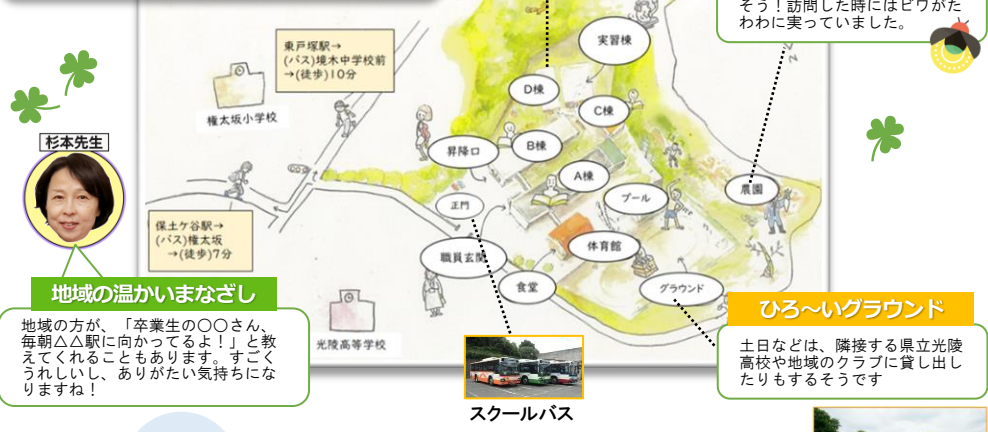 そう！訪問した時にはビワがた
わわに実っていました。
実習棟
東戸塚駅→
(バス)境木中学校前
→(徒歩)10分
D棟
C棟
権太坂小学校
杉本先生
昇降口
B棟
A棟
プール
農園
正門
保土ケ谷駅→
(バス)権太坂
→(徒歩)7分
職員玄関
体育館
食堂
グラウンド
地域の温かいまなざし
地域の方が、「卒業生の〇〇さん、
毎朝△△駅に向かってるよ！」と教
えてくれることもあります。すごく
うれしいし、ありがたい気持ちにな
りますね！
光陵高等学校
ひろ～いグラウンド
土日などは、隣接する県立光陵
高校や地域のクラブに貸し出し
たりもするそうです
スクールバス